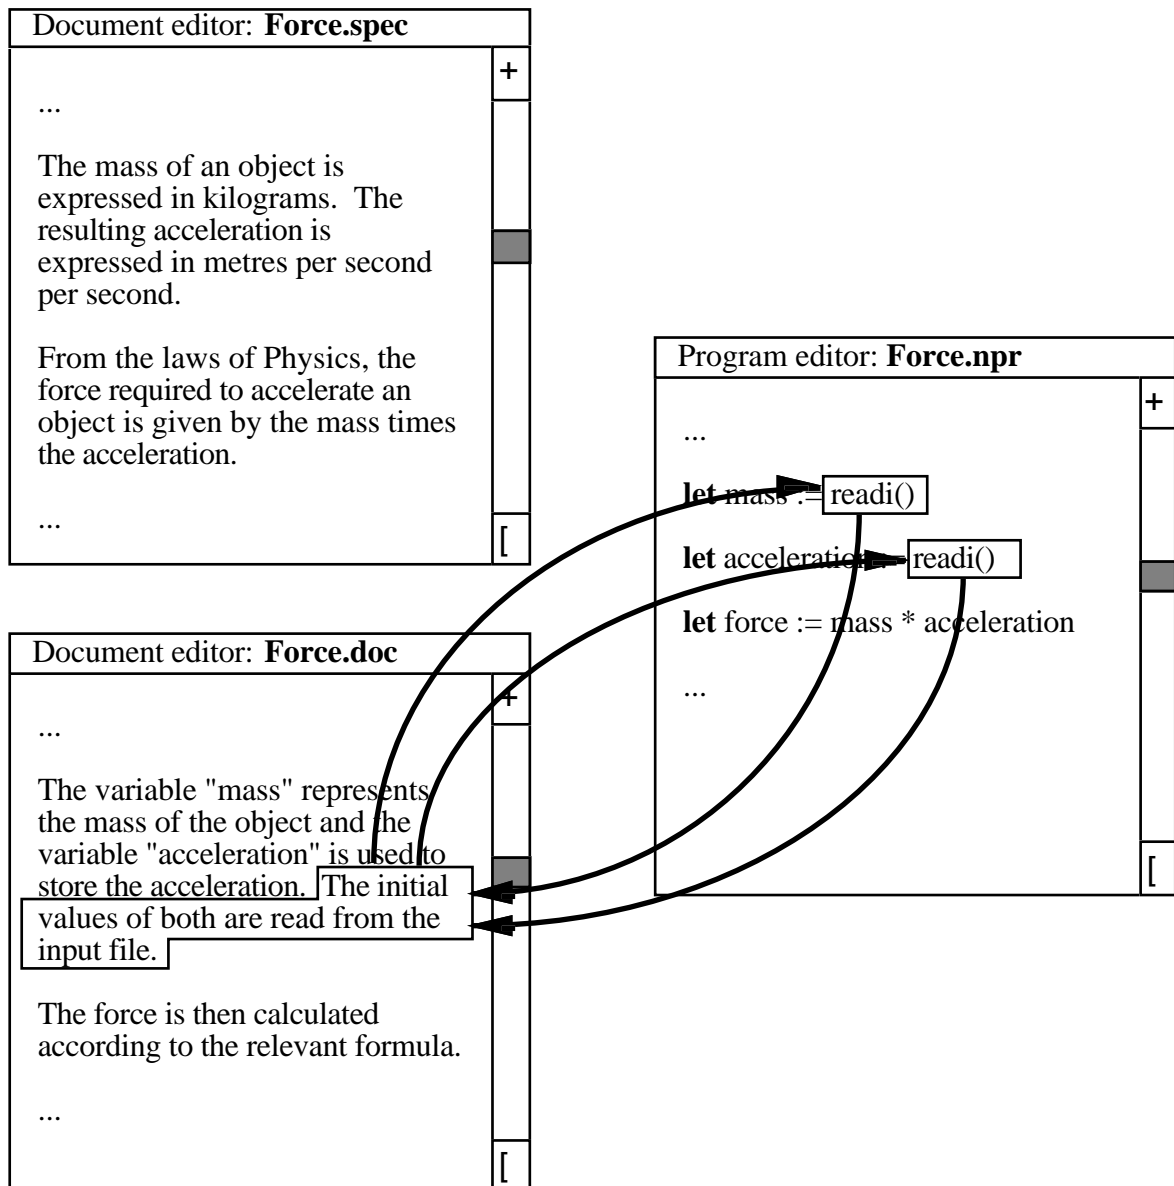 Document editor: Force.spec
+
...
The mass of an object is
expressed in kilograms. The
resulting acceleration is
expressed in metres per second
per second.
From the laws of Physics, the
force required to accelerate an
object is given by the mass times
the acceleration.
...
[
Program editor: Force.npr
+
...
let mass := readi()
let acceleration := readi()
let force := mass * acceleration
...
[
Document editor: Force.doc
+
...
The variable "mass" represents
the mass of the object and the
variable "acceleration" is used to
store the acceleration. The initial
values of both are read from the
input file.
The force is then calculated
according to the relevant formula.
...
[